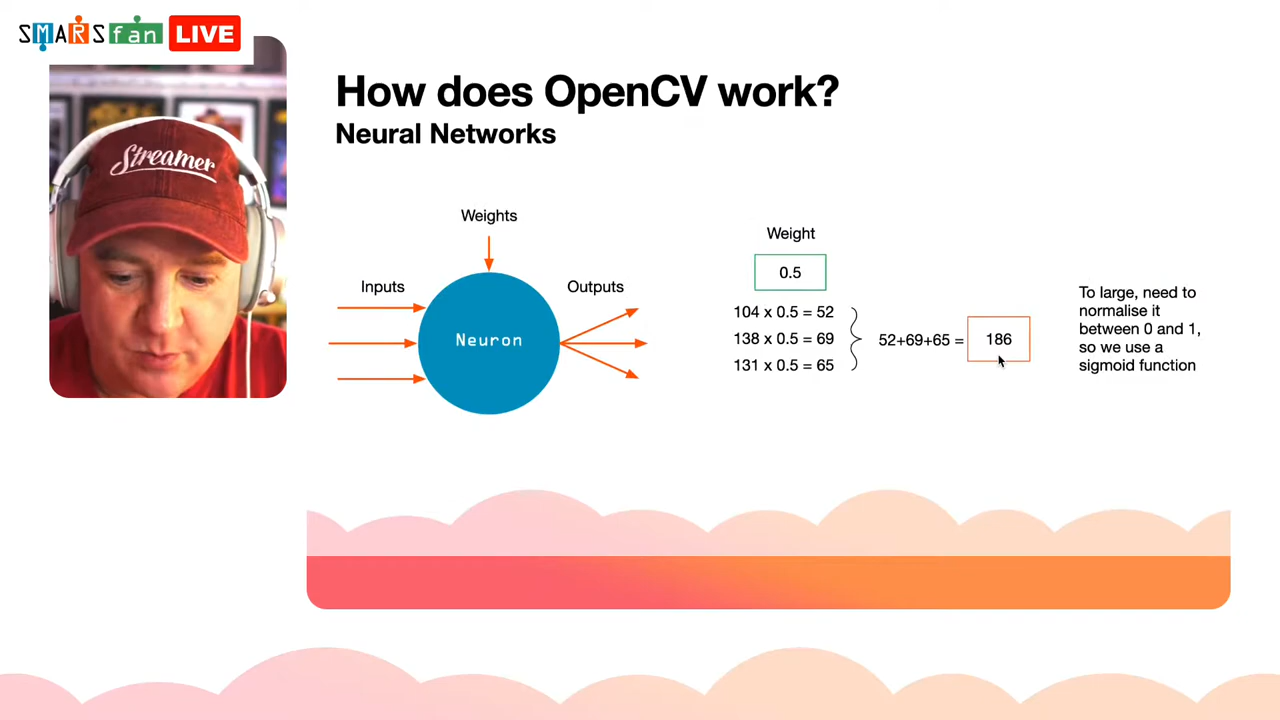 SMARSfan LIVE
Streamer
How does OpenCV work?
Neural Networks
Weights
Inputs
Outputs
Neuron
Weight
0.5
104 x 0.5 = 52
138 x 0.5 = 69
131 x 0.5 = 65
52+69+65 =
186
To large, need to
normalise it
between 0 and 1,
so we use a
sigmoid function